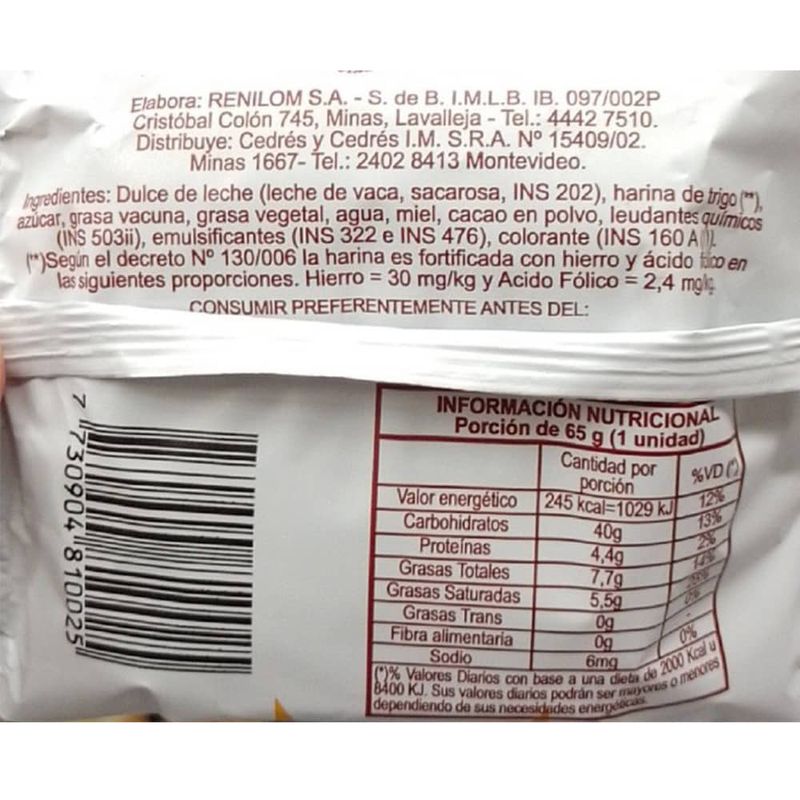 Elabora: RENILOM S.A. - S. de B. I.M.L.B. IB. 097/002P
Cristóbal Colón 745, Minas, Lavalleja - Tel.: 4442 7510.
Distribuye: Cedrés y Cedrés I.M. S.R.A. Nº 15409/02.
Minas 1667- Tel.: 2402 8413 Montevideo.
Ingredientes: Dulce de leche (leche de vaca, sacarosa, INS 202), harina de trigo (**),
azúcar, grasa vacuna, grasa vegetal, agua, miel, cacao en polvo, leudantes químicos
(INS 503ii), emulsificantes (INS 322 e INS 476), colorante (INS 160 A
(**)Según el decreto Nº 130/006 la harina es fortificada con hierro y ácido fólico en
las siguientes proporciones. Hierro = 30 mg/kg y Acido Fólico = 2,4 mg/kg.
CONSUMIR PREFERENTEMENTE ANTES DEL:
7 730904 810025
INFORMACIÓN NUTRICIONAL
Porción de 65 g (1 unidad)
Cantidad por porción %VD (*)
Valor energético 245 kcal=1029 kJ 12%
Carbohidratos 40g 13%
Proteínas 4,4g 2%
Grasas Totales 7,7g 14%
Grasas Saturadas 5,5g
Grasas Trans 0g
Fibra alimentaria 0g 0%
Sodio 6mg 0%
(*)% Valores Diarios con base a una dieta de 2000 Kcal u
8400 KJ. Sus valores diarios podrán ser mayores o menores
dependiendo de sus necesidades energéticas.